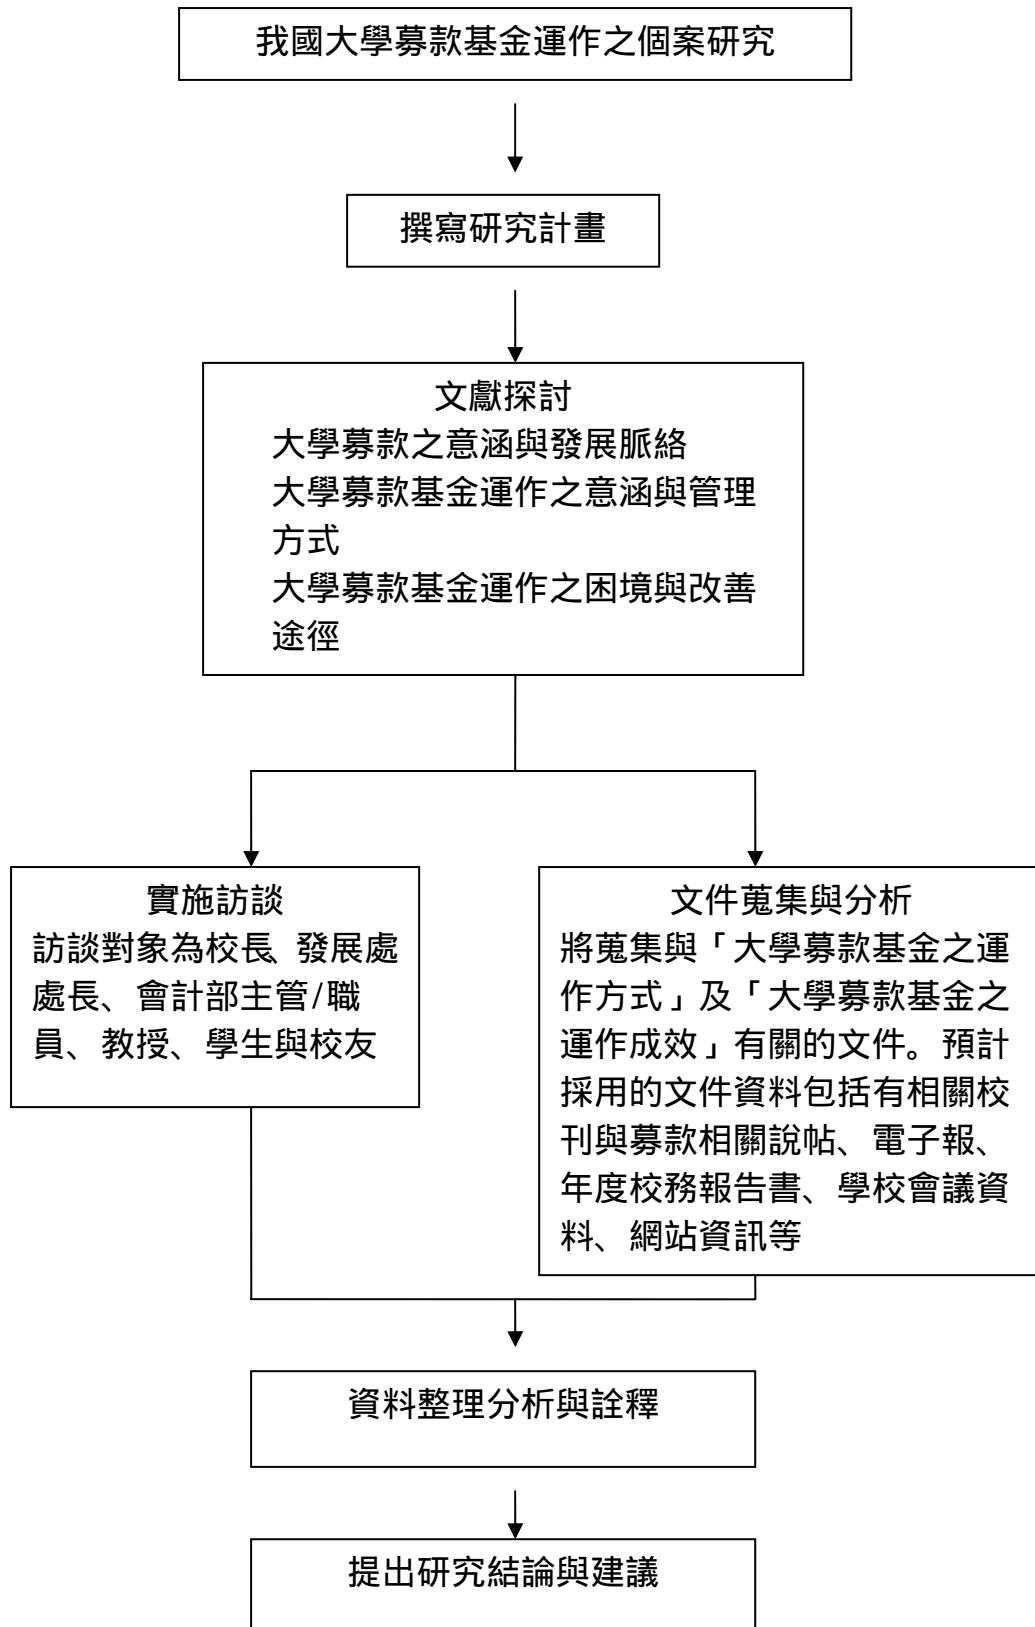 我國大學募款基金運作之個案研究
撰寫研究計畫
文獻探討
大學募款之意涵與發展脈絡
大學募款基金運作之意涵與管理
方式
大學募款基金運作之困境與改善
途徑
實施訪談
訪談對象為校長、發展處
處長、會計部主管/職
員、教授、學生與校友
文件蒐集與分析
將蒐集與「大學募款基金之運
作方式」及「大學募款基金之
運作成效」有關的文件。預計
採用的文件資料包括有相關校
刊與募款相關說帖、電子報、
年度校務報告書、學校會議資
料、網站資訊等
資料整理分析與詮釋
提出研究結論與建議